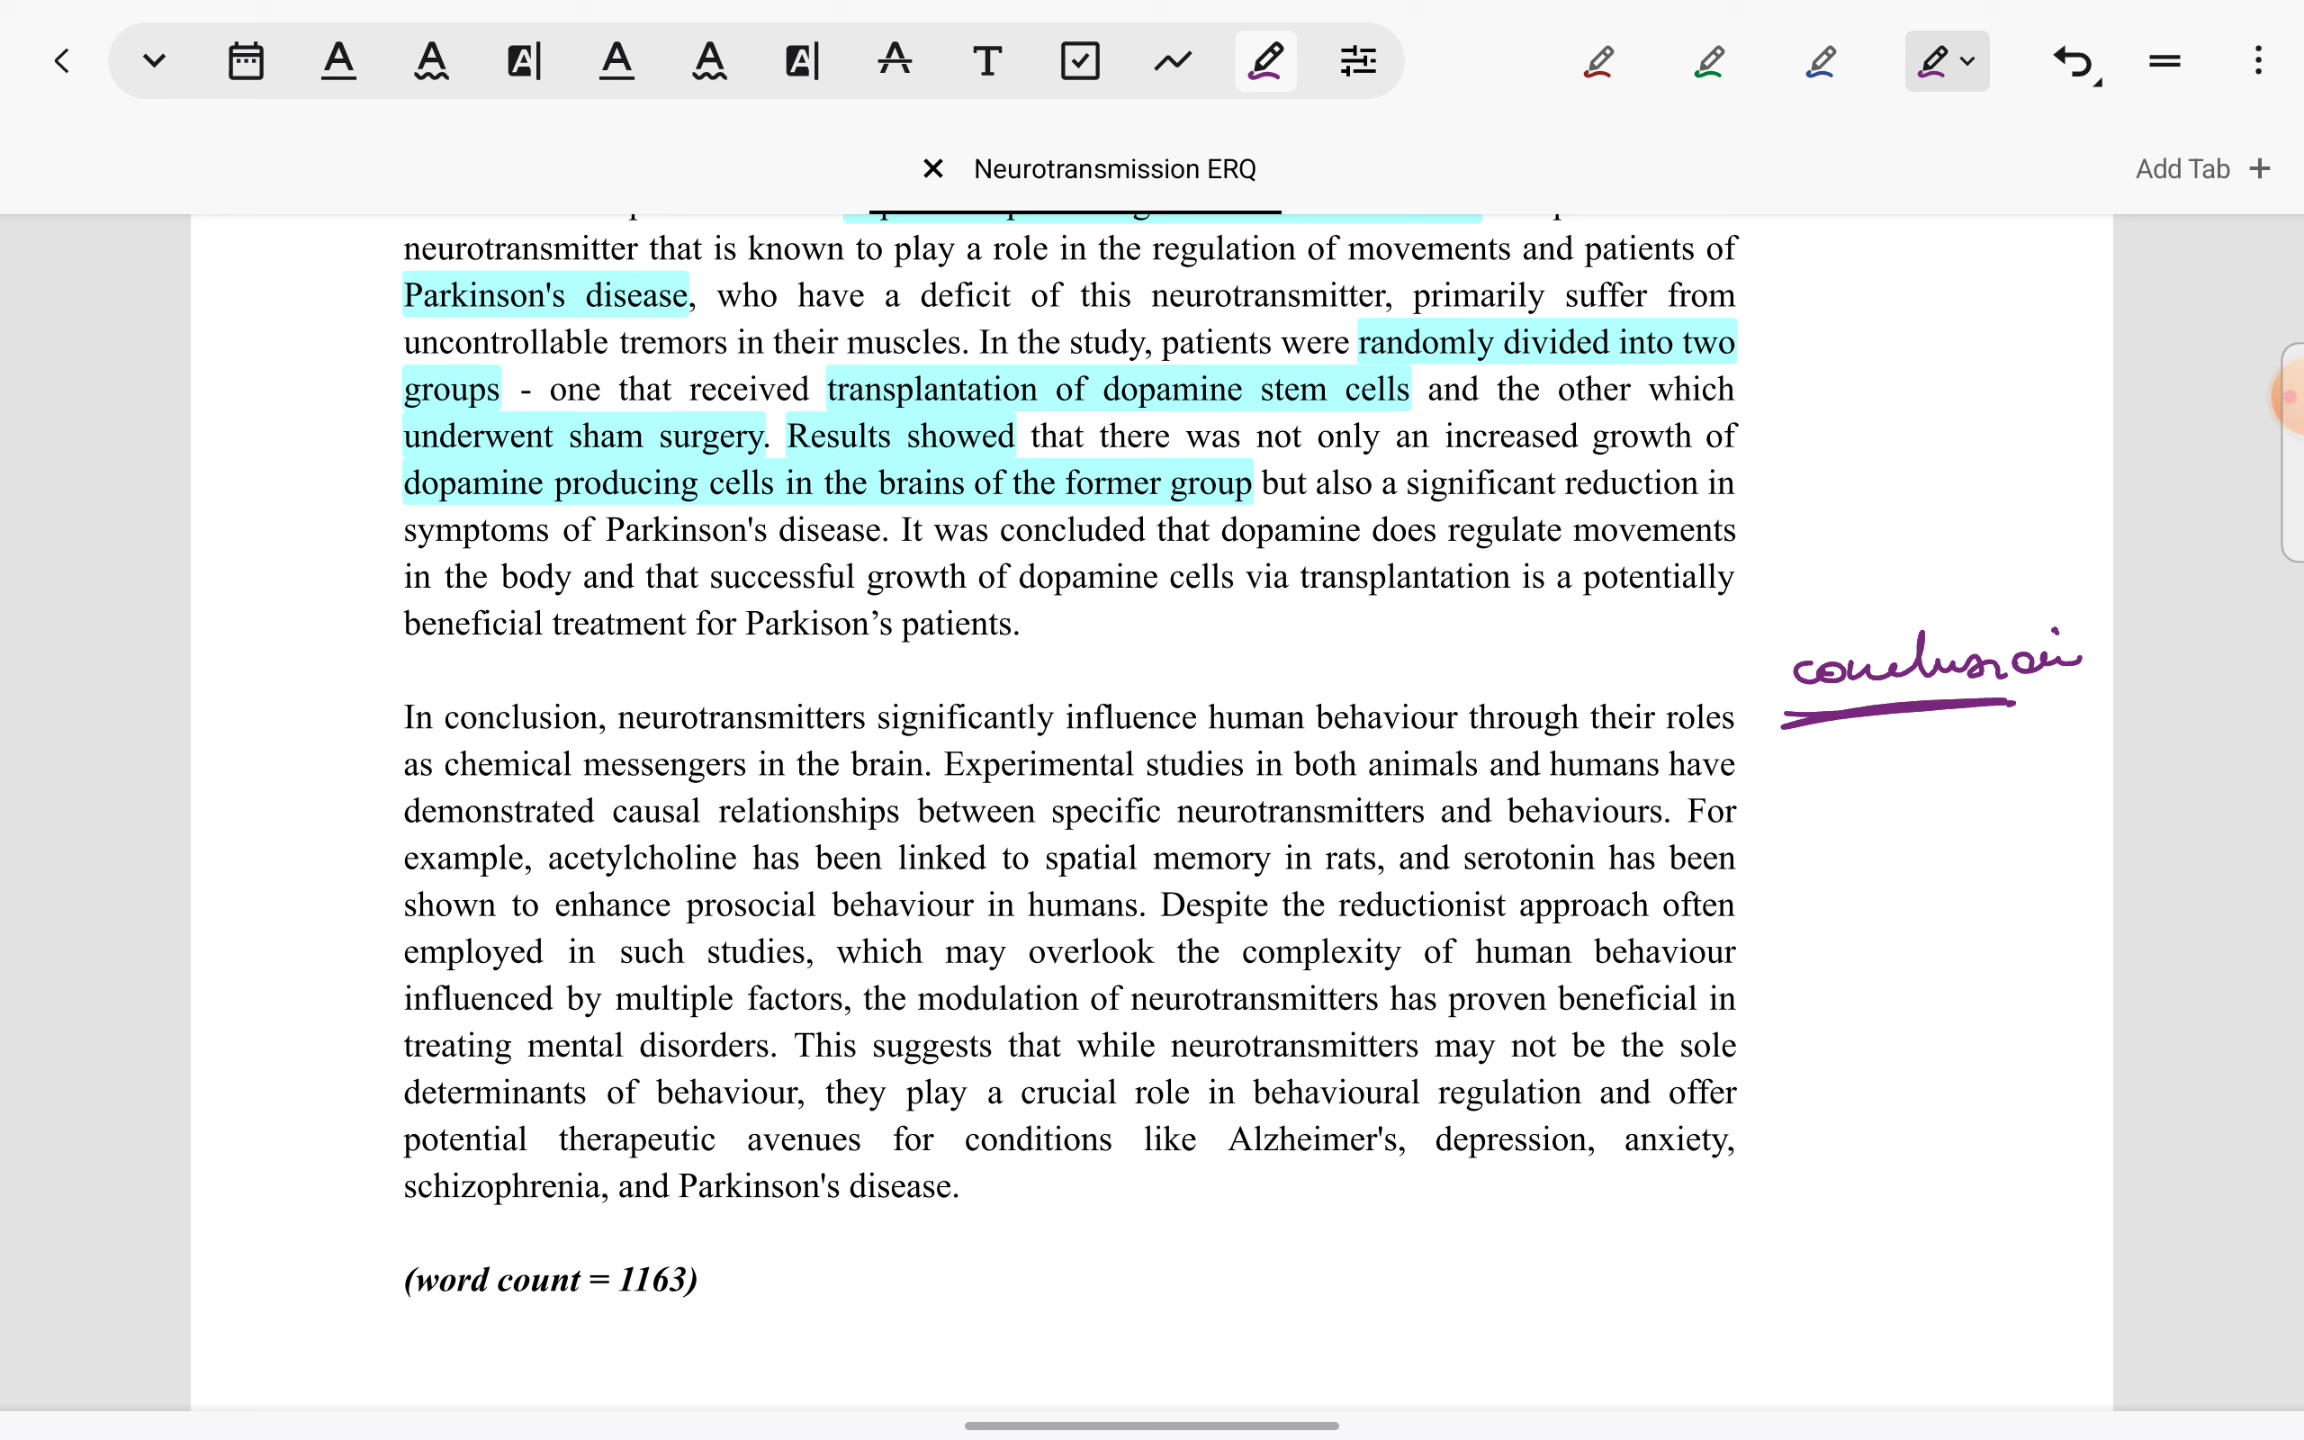 Neurotransmission ERQ
Add Tab +
neurotransmitter that is known to play a role in the regulation of movements and patients of
Parkinson's disease, who have a deficit of this neurotransmitter, primarily suffer from
uncontrollable tremors in their muscles. In the study, patients were randomly divided into two
groups - one that received transplantation of dopamine stem cells and the other which
underwent sham surgery. Results showed that there was not only an increased growth of
dopamine producing cells in the brains of the former group but also a significant reduction in
symptoms of Parkinson's disease. It was concluded that dopamine does regulate movements
in the body and that successful growth of dopamine cells via transplantation is a potentially
beneficial treatment for Parkison’s patients.
conclusion
In conclusion, neurotransmitters significantly influence human behaviour through their roles
as chemical messengers in the brain. Experimental studies in both animals and humans have
demonstrated causal relationships between specific neurotransmitters and behaviours. For
example, acetylcholine has been linked to spatial memory in rats, and serotonin has been
shown to enhance prosocial behaviour in humans. Despite the reductionist approach often
employed in such studies, which may overlook the complexity of human behaviour
influenced by multiple factors, the modulation of neurotransmitters has proven beneficial in
treating mental disorders. This suggests that while neurotransmitters may not be the sole
determinants of behaviour, they play a crucial role in behavioural regulation and offer
potential therapeutic avenues for conditions like Alzheimer's, depression, anxiety,
schizophrenia, and Parkinson's disease.
(word count = 1163)